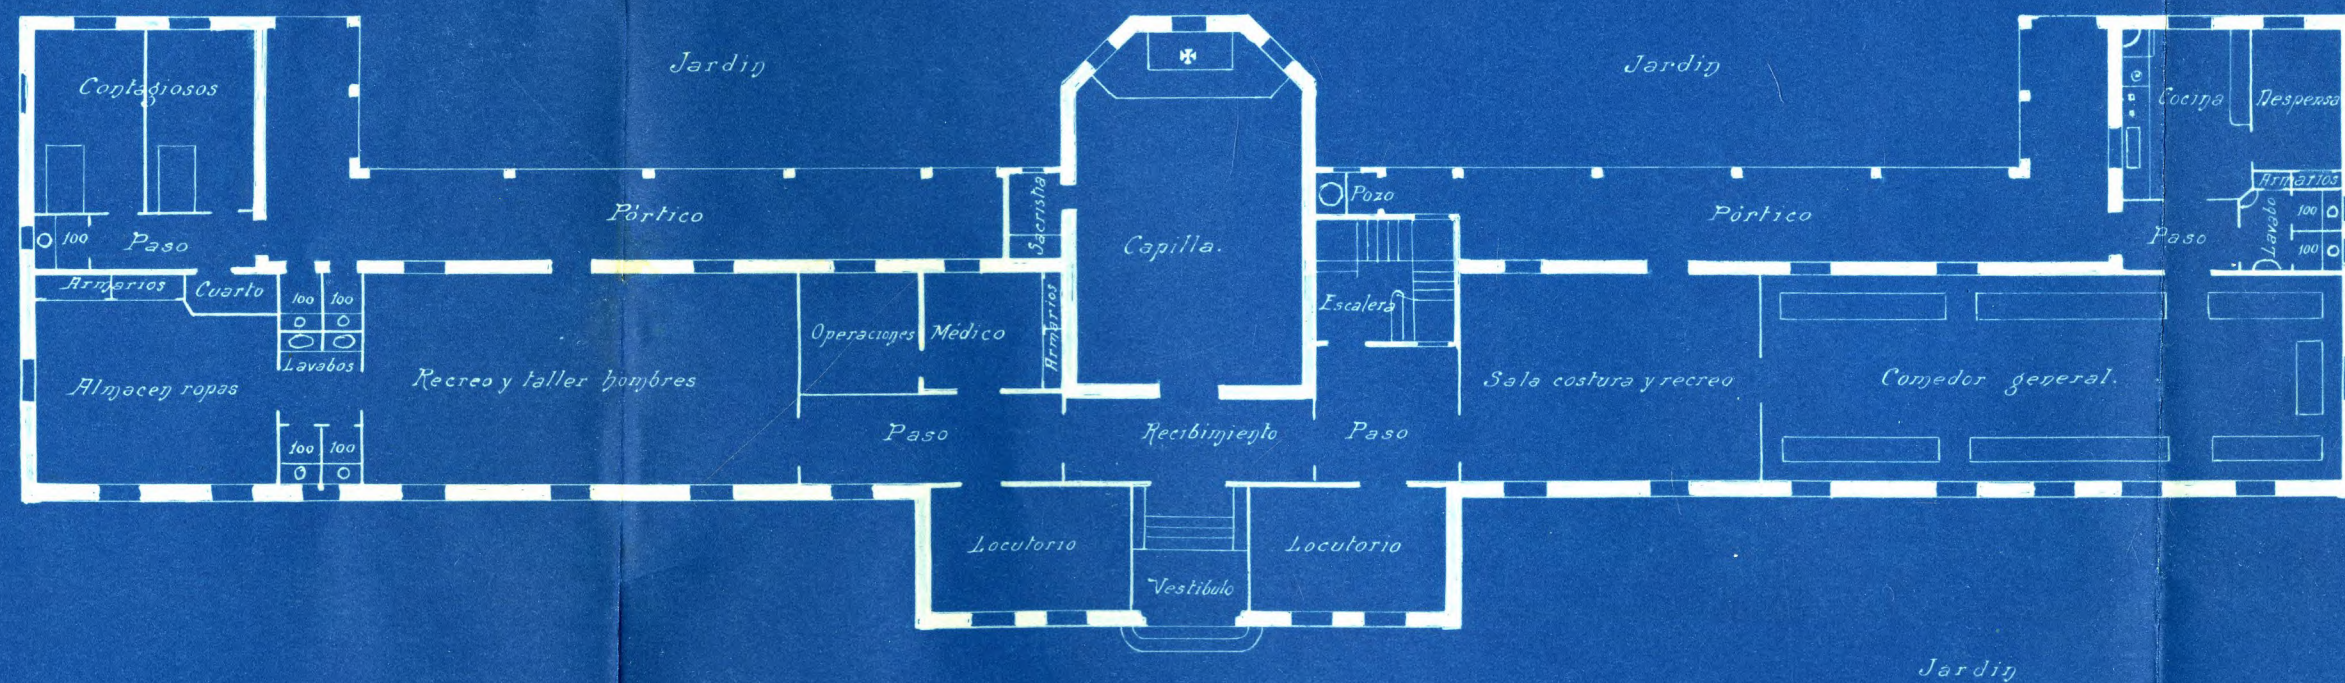 Jardin
Jardin
Contagiosos
Cocina
Despensa
Armarios
Sacristia
Pozo
Pórtico
Pórtico
Capilla.
100
Paso
Paso
Lavabo
100
100
Armarios
Cuarto
100
100
Escalera
Operaciones
Médico
Armarios
Lavabos
Almacen ropas
Recreo y taller hombres
Sala costura y recreo
Comedor general.
Paso
Recibimiento
Paso
100
100
Locutorio
Locutorio
Vestibulo
Jardin